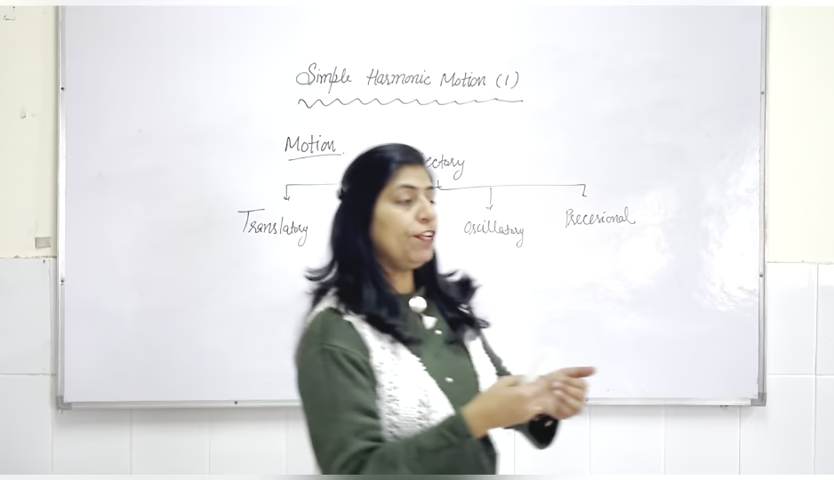 Simple Harmonic Motion (1)
Motion
ectory
Translatory Oscillatory Precesional